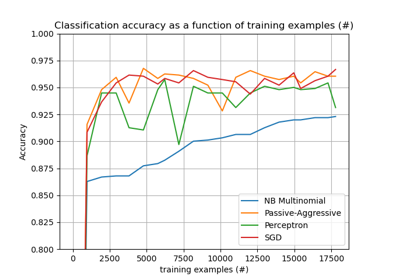 Classification accuracy as a function of training examples (#)
1.000
0.975
0.950
0.925
0.900
0.875
0.850
0.825
0.800
Accuracy
NB Multinomial
Passive-Aggressive
Perceptron
SGD
0 2500 5000 7500 10000 12500 15000 17500
training examples (#)